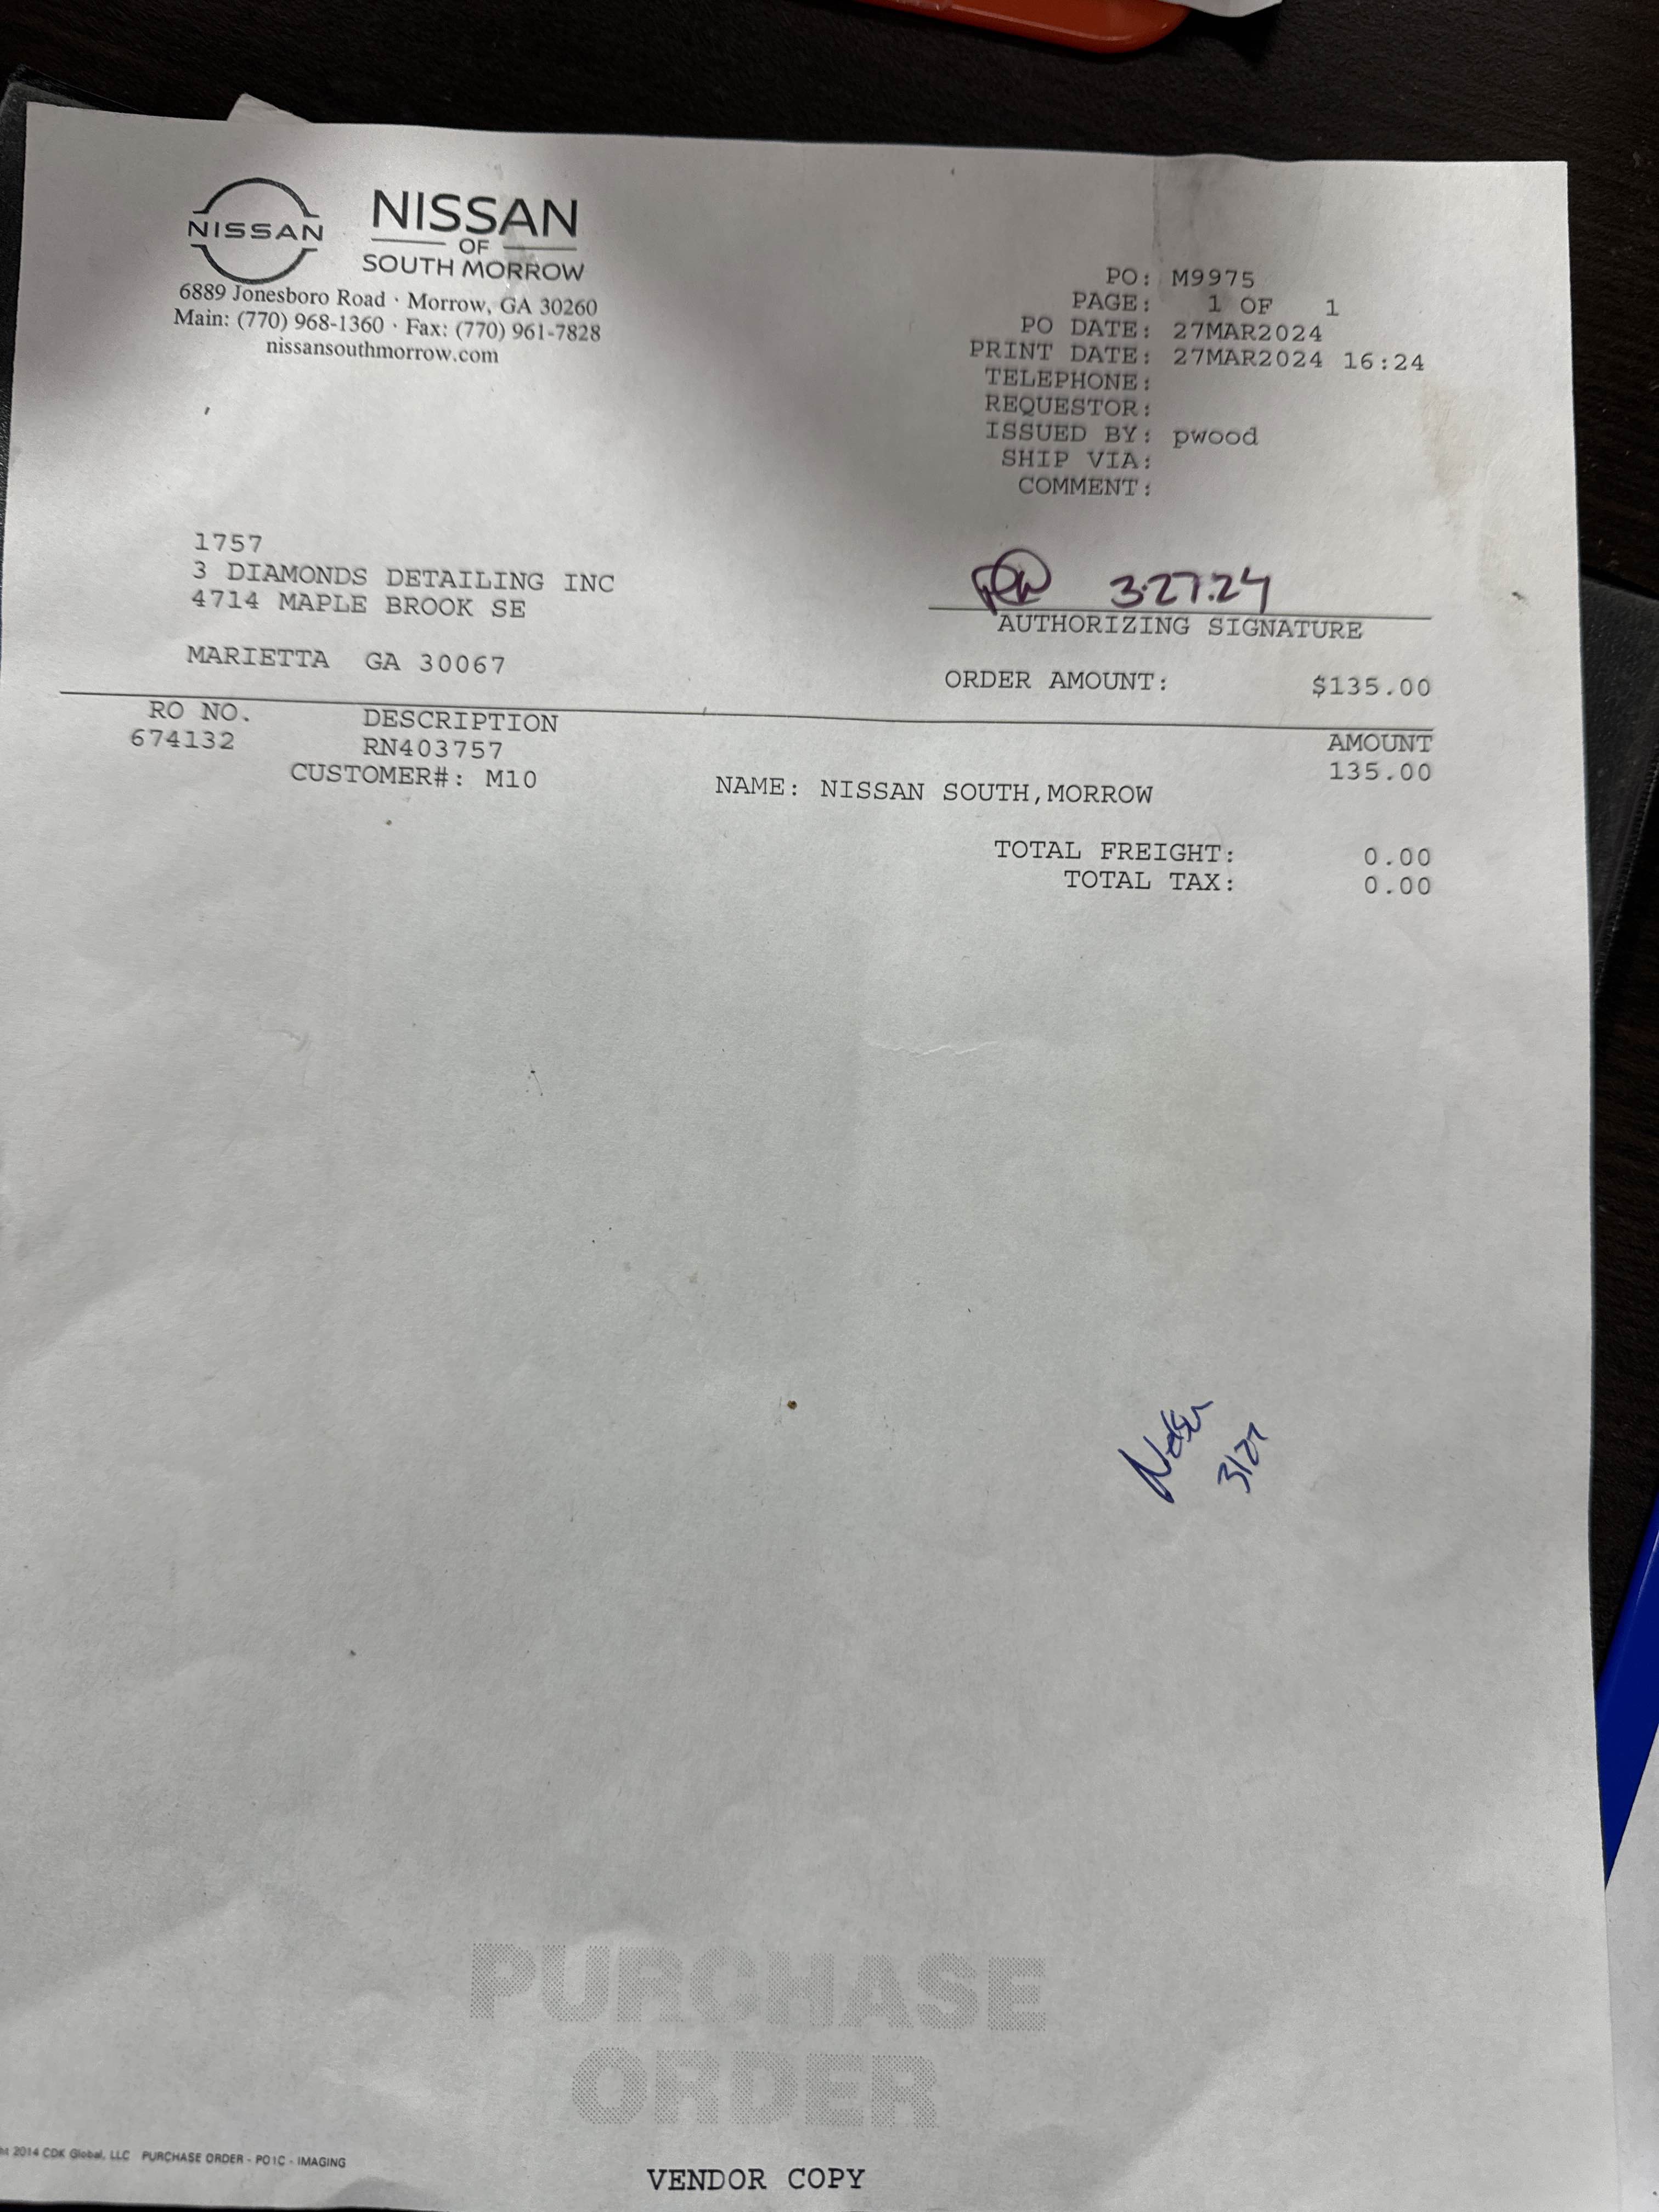 NISSAN
NISSAN
OF
SOUTH MORROW
6889 Jonesboro Road · Morrow, GA 30260
Main: (770) 968-1360 · Fax: (770) 961-7828
nissansouthmorrow.com
PO: M9975
PAGE: 1 OF 1
PO DATE: 27MAR2024
PRINT DATE: 27MAR2024 16:24
TELEPHONE:
REQUESTOR:
ISSUED BY: pwood
SHIP VIA:
COMMENT:
1757
3 DIAMONDS DETAILING INC
4714 MAPLE BROOK SE
MARIETTA GA 30067
3.27.24
AUTHORIZING SIGNATURE
ORDER AMOUNT: $135.00
RO NO. DESCRIPTION AMOUNT
674132 RN403757 135.00
CUSTOMER#: M10 NAME: NISSAN SOUTH,MORROW
TOTAL FREIGHT: 0.00
TOTAL TAX: 0.00
3/27
PURCHASE
ORDER
2014 CDK Global, LLC PURCHASE ORDER - PO1C - IMAGING
VENDOR COPY